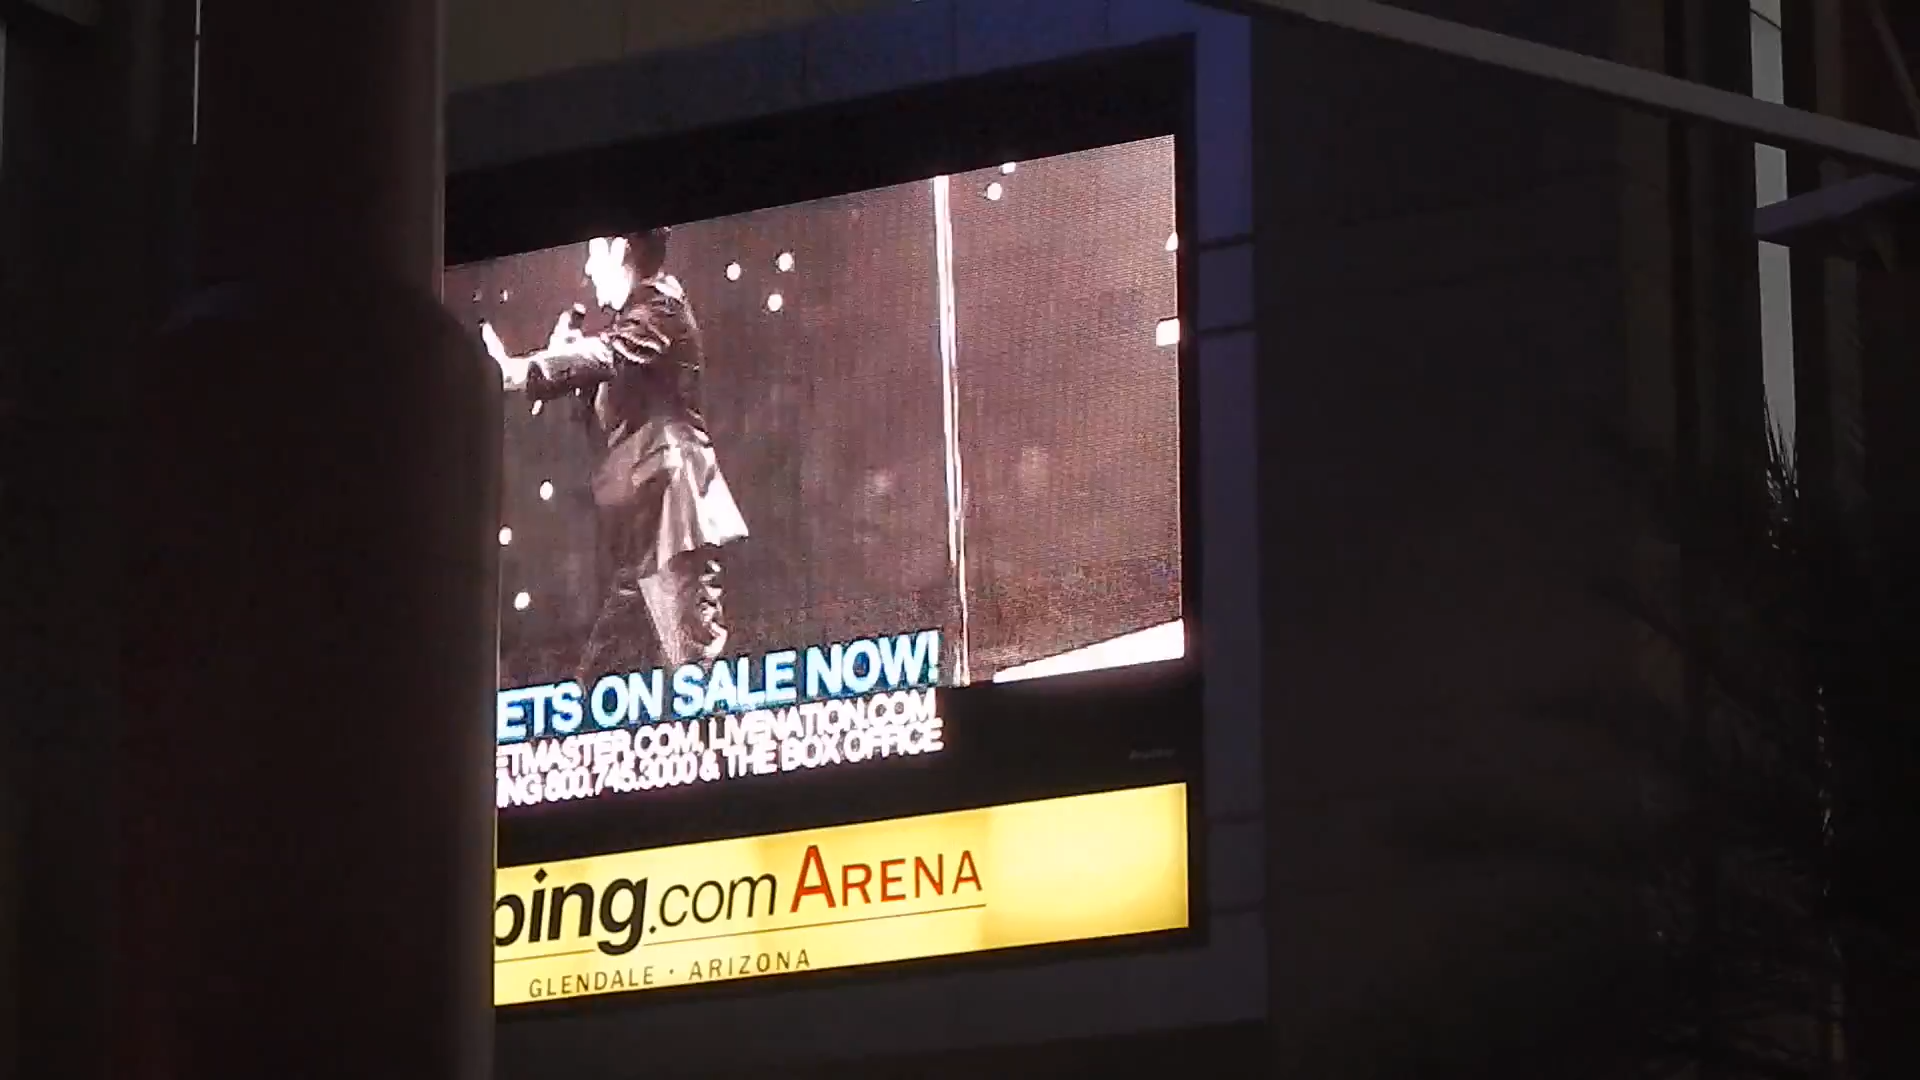 ETS ON SALE NOW!
ETMASTER.COM, LIVENATION.COM
ING 800.745.3000 & THE BOX OFFICE
bing.com ARENA
GLENDALE · ARIZONA